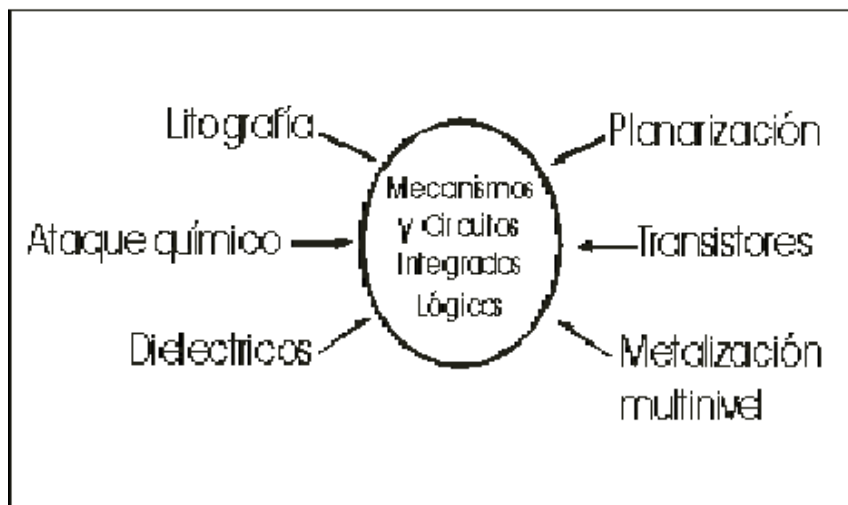 Litografía
Planarización
Mecanismos
y Circuitos
Integrados
Lógicos
Ataque químico
Transistores
Dielectricos
Metalización
multinivel